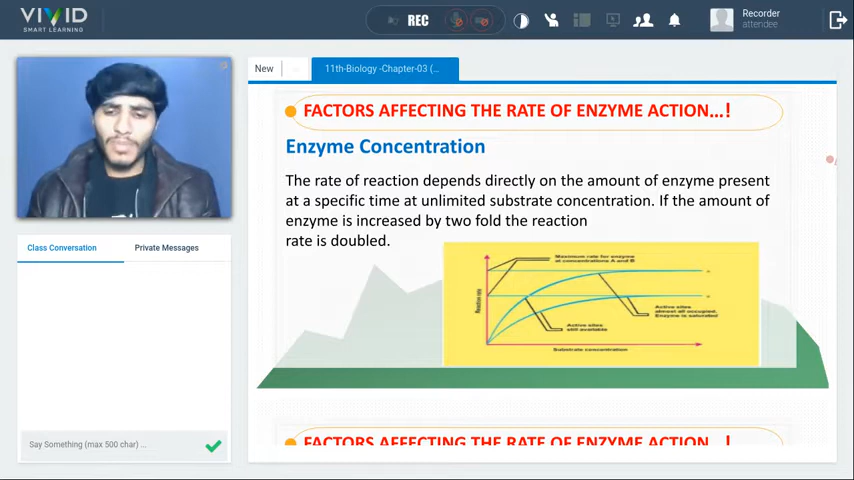 VIVID
SMART LEARNING
REC
Recorder
attendee
New
11th-Biology -Chapter-03 (...
FACTORS AFFECTING THE RATE OF ENZYME ACTION...!
Enzyme Concentration
The rate of reaction depends directly on the amount of enzyme present
at a specific time at unlimited substrate concentration. If the amount of
enzyme is increased by two fold the reaction
rate is doubled.
Maximum rate for enzyme
at concentrations A and B
Reaction rate
Active sites
almost all occupied.
Enzyme is saturated
Active sites
still available
Substrate concentration
Class Conversation
Private Messages
Say Something (max 500 char) ...
FACTORS AFFECTING THE RATE OF ENZYME ACTION...!